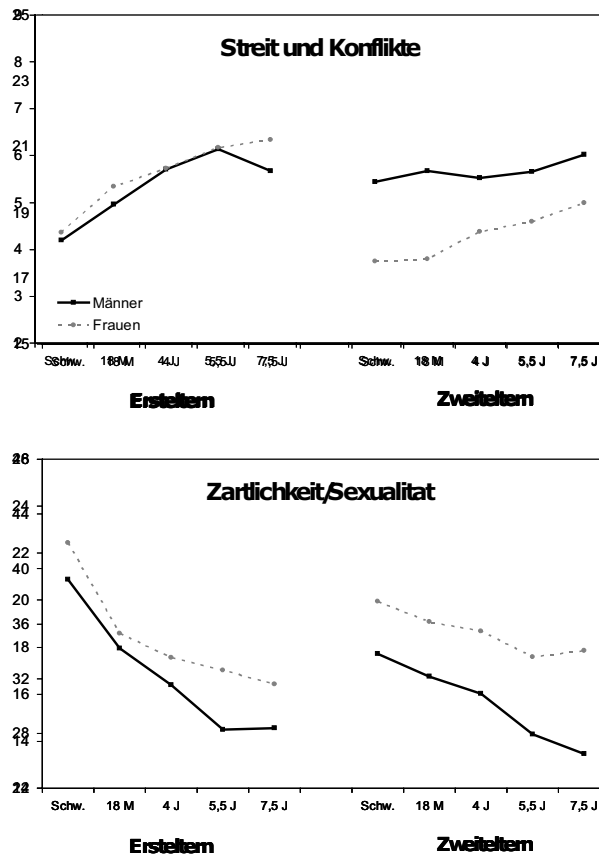 Streit und Konflikte
8
23
7
21
6
5
19
4
17
3
Männer
Frauen
Schw. 18 M 4 J 5,5 J 7,5 J Schw. 18 M 4 J 5,5 J 7,5 J
Ersteltern Zweiteltern
Zartlichkeit/Sexualitat
24
44
22
40
20
36
18
32
16
28
14
Schw. 18 M 4 J 5,5 J 7,5 J Schw. 18 M 4 J 5,5 J 7,5 J
Ersteltern Zweiteltern